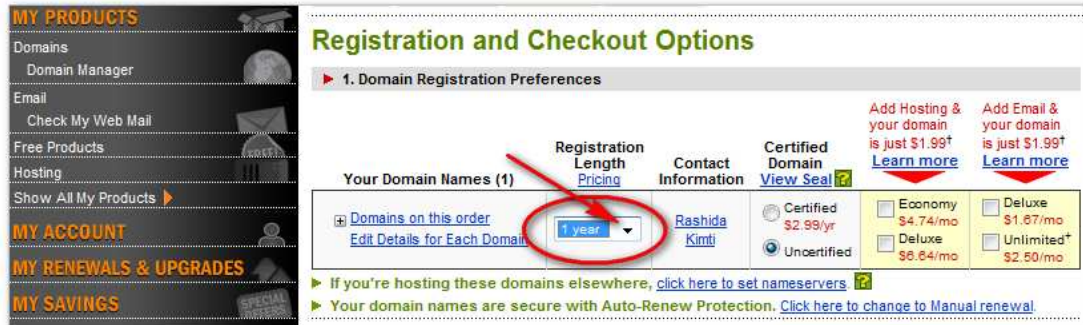 MY PRODUCTS
Domains
Domain Manager
Email
Check My Web Mail
Free Products
FREE!
Hosting
Show All My Products
MY ACCOUNT
MY RENEWALS & UPGRADES
MY SAVINGS
SPECIAL OFFERS
Registration and Checkout Options
1. Domain Registration Preferences
Your Domain Names (1)
Registration
Length
Pricing
Contact
Information
Certified
Domain
View Seal ?
Add Hosting &
your domain
is just $1.99†
Learn more
Add Email &
your domain
is just $1.99†
Learn more
Domains on this order
Edit Details for Each Domain
1 year
Rashida
Kimti
Certified
$2.99/yr
Uncertified
Economy
$4.74/mo
Deluxe
$6.64/mo
Deluxe
$1.67/mo
Unlimited†
$2.50/mo
If you're hosting these domains elsewhere, click here to set nameservers. ?
Your domain names are secure with Auto-Renew Protection. Click here to change to Manual renewal.